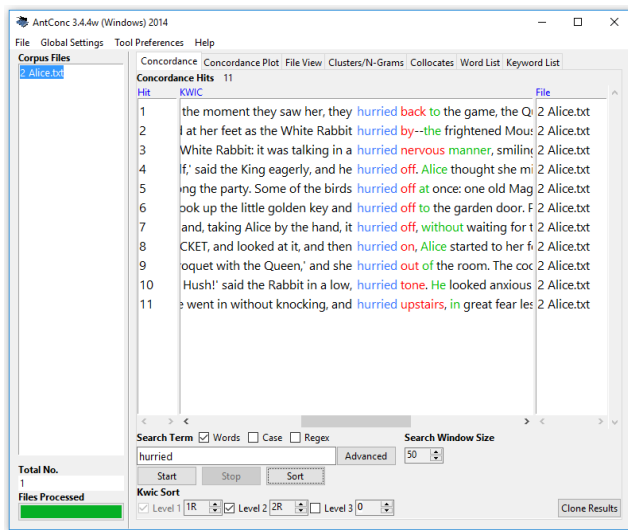 AntConc 3.4.4w (Windows) 2014
File Global Settings Tool Preferences Help
Corpus Files
2 Alice.txt
Concordance Concordance Plot File View Clusters/N-Grams Collocates Word List Keyword List
Concordance Hits 11
Hit KWIC File
1 the moment they saw her, they hurried back to the game, the Q 2 Alice.txt
2 l at her feet as the White Rabbit hurried by--the frightened Mous 2 Alice.txt
3 White Rabbit: it was talking in a hurried nervous manner, smiling 2 Alice.txt
4 lf,' said the King eagerly, and he hurried off. Alice thought she mi 2 Alice.txt
5 ong the party. Some of the birds hurried off at once: one old Mag 2 Alice.txt
6 ook up the little golden key and hurried off to the garden door. 2 Alice.txt
7 and, taking Alice by the hand, it hurried off, without waiting for t 2 Alice.txt
8 CKET, and looked at it, and then hurried on, Alice started to her f 2 Alice.txt
9 roquet with the Queen,' and she hurried out of the room. The coo 2 Alice.txt
10 Hush!' said the Rabbit in a low, hurried tone. He looked anxious 2 Alice.txt
11 e went in without knocking, and hurried upstairs, in great fear les 2 Alice.txt
Search Term Words Case Regex Search Window Size
hurried Advanced 50
Start Stop Sort
Total No.
1
Files Processed
Kwic Sort
Level 1 1R Level 2 2R Level 3 0 Clone Results